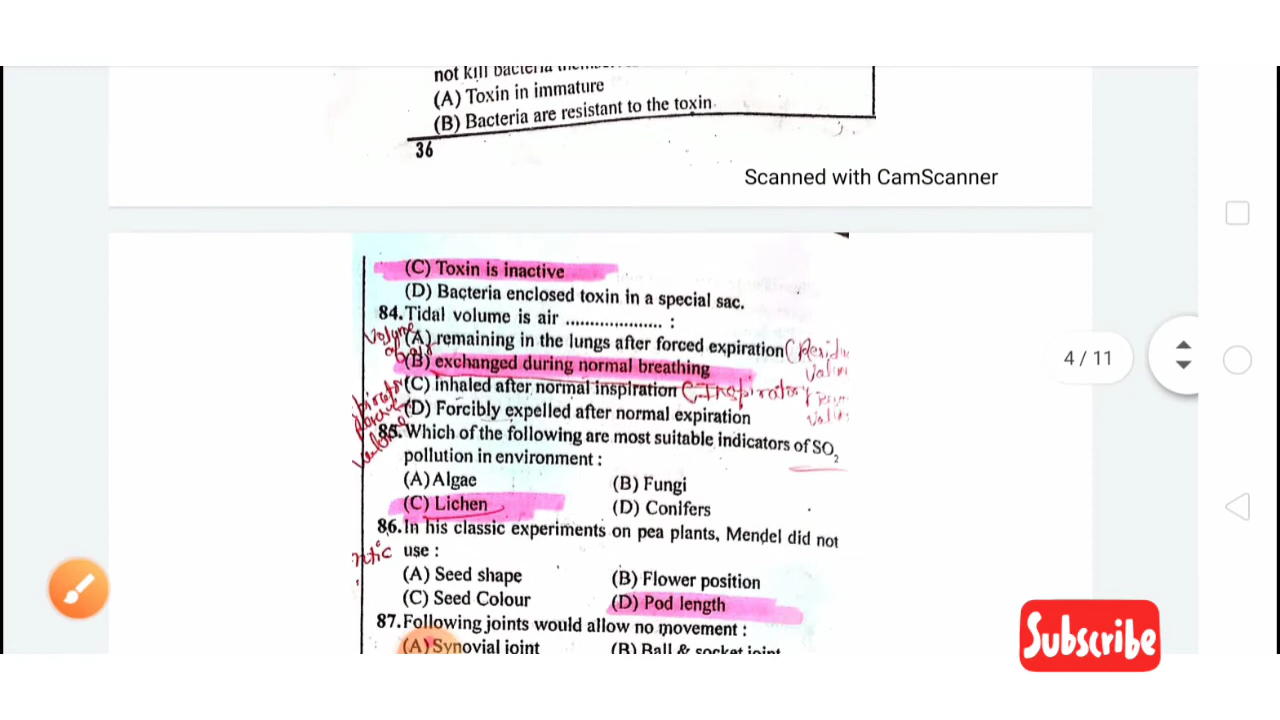 not kill bacteria
(A) Toxin in immature
(B) Bacteria are resistant to the toxin
36
Scanned with CamScanner
(C) Toxin is inactive
(D) Bacteria enclosed toxin in a special sac.
84.Tidal volume is air .................... :
(A) remaining in the lungs after forced expiration
(B) exchanged during normal breathing
(C) inhaled after normal inspiration
(D) Forcibly expelled after normal expiration
85.Which of the following are most suitable indicators of SO2
pollution in environment :
(A) Algae (B) Fungi
(C) Lichen (D) Conifers
86.In his classic experiments on pea plants, Mendel did not
use :
(A) Seed shape (B) Flower position
(C) Seed Colour (D) Pod length
87.Following joints would allow no movement :
(A) Synovial joint (B) Ball & socket joint
4 / 11
Subscribe